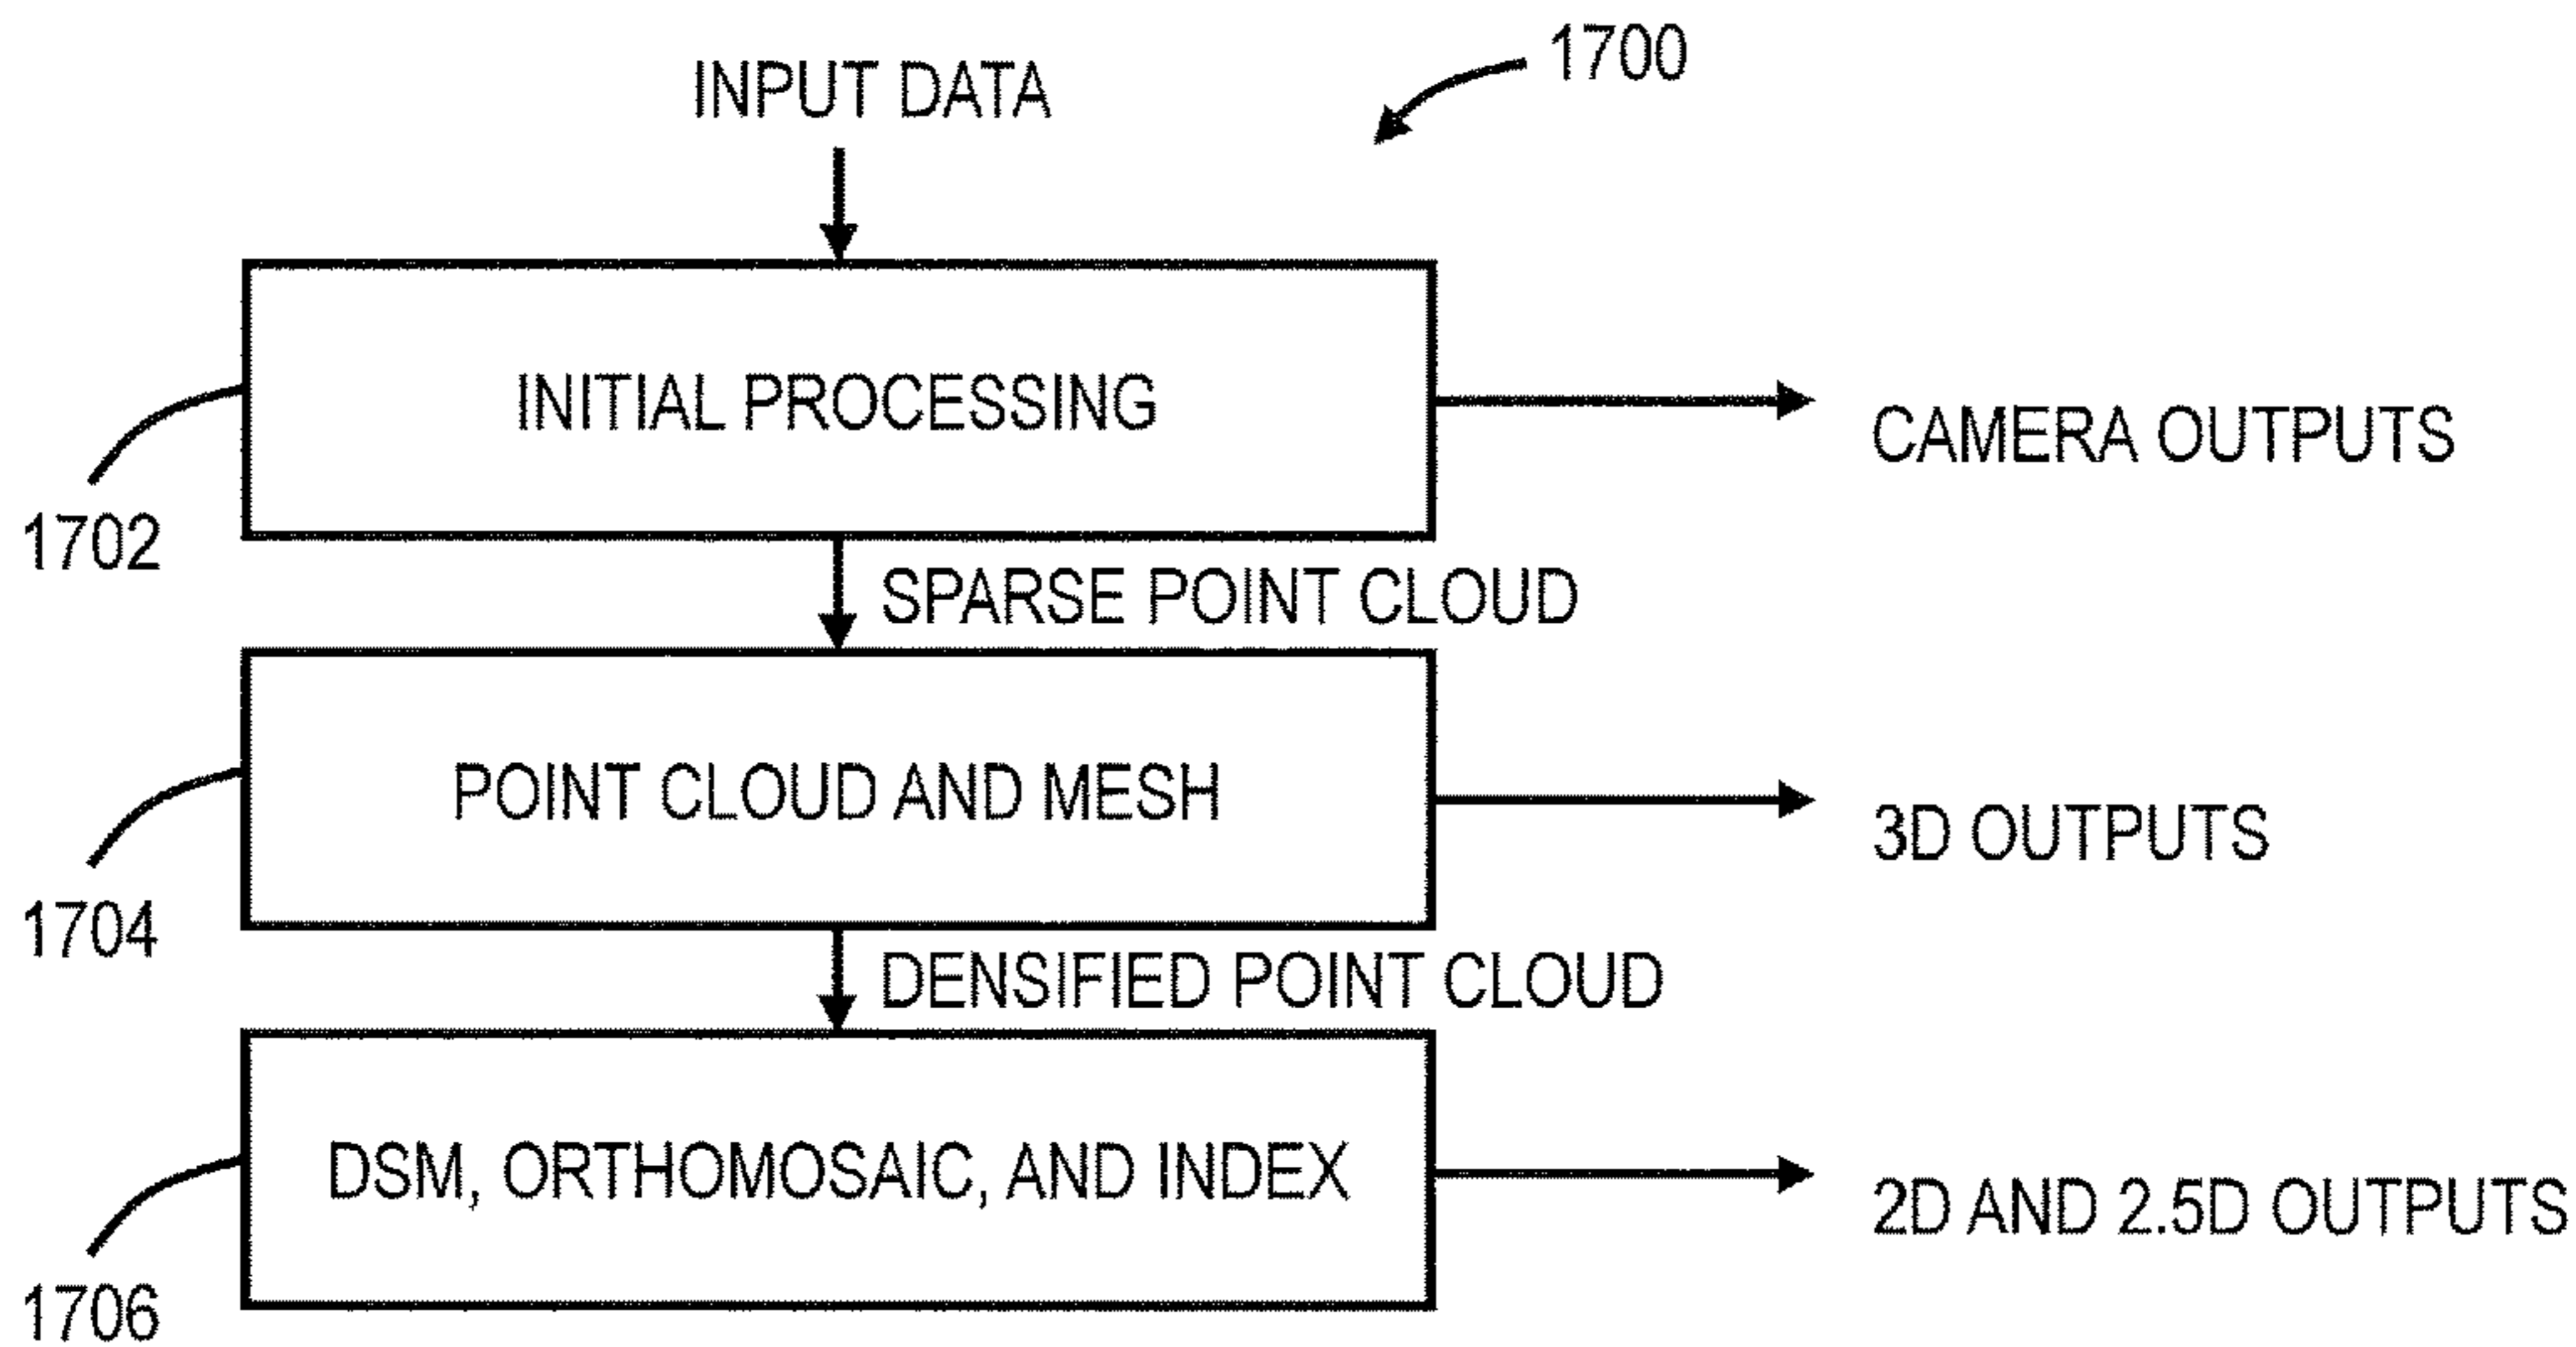 1700
INPUT DATA
INITIAL PROCESSING
CAMERA OUTPUTS
1702
SPARSE POINT CLOUD
POINT CLOUD AND MESH
3D OUTPUTS
1704
DENSIFIED POINT CLOUD
DSM, ORTHOMOSAIC, AND INDEX
2D AND 2.5D OUTPUTS
1706